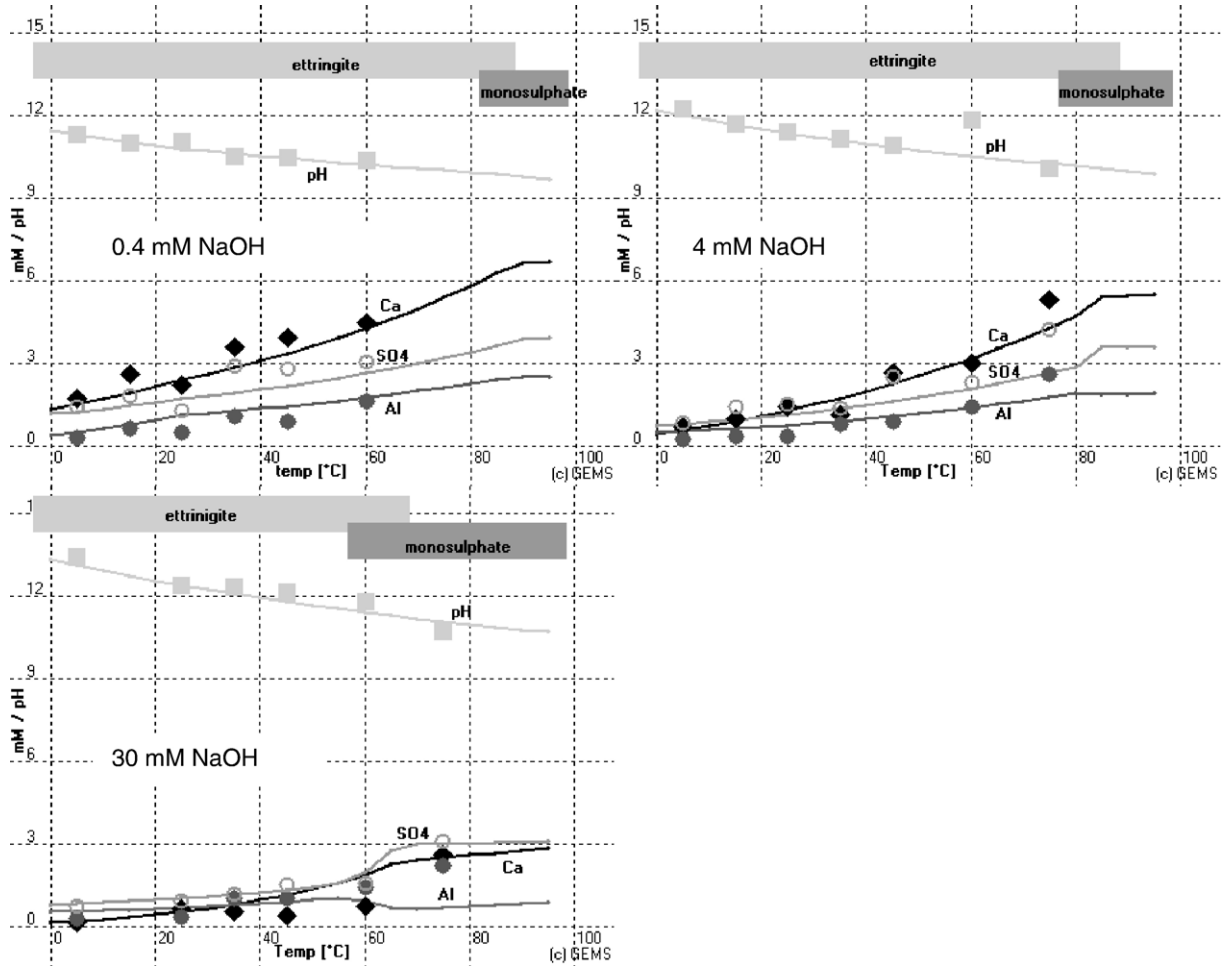 15
ettringite
monosulphate
12
pH
9
mM / pH
0.4 mM NaOH
6
Ca
3
SO4
Al
0
0 20 40 60 80 100
temp [°C]
(c) GEMS
15
ettringite
monosulphate
12
pH
9
mM / pH
4 mM NaOH
6
Ca
3
SO4
Al
0
0 20 40 60 80 100
Temp [°C]
(c) GEMS
1
ettrinigite
monosulphate
12
pH
9
mM / pH
6
30 mM NaOH
3
SO4
Ca
Al
0
0 20 40 60 80 100
Temp [°C]
(c) GEMS